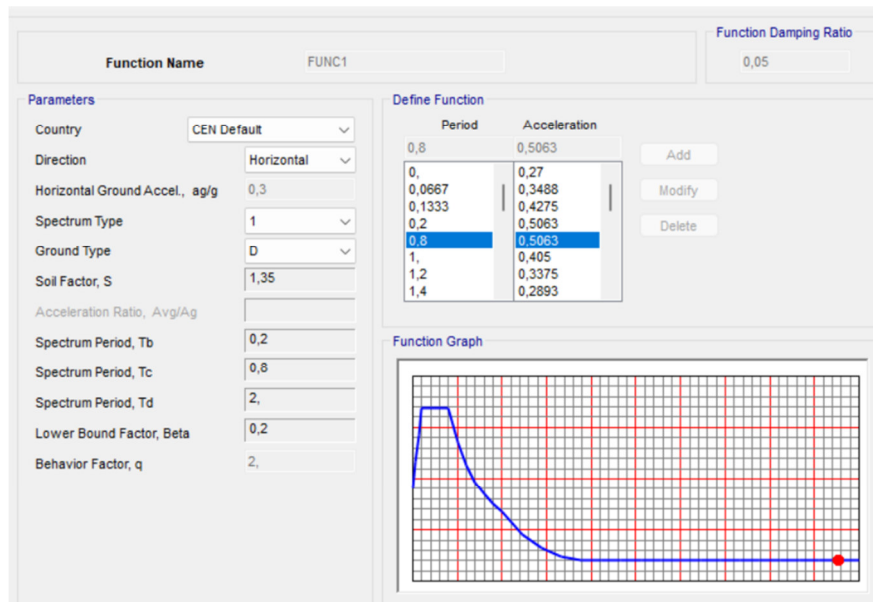 Function Damping Ratio
Function Name FUNC1 0,05
Parameters
Country CEN Default
Direction Horizontal
Horizontal Ground Accel., ag/g 0,3
Spectrum Type 1
Ground Type D
Soil Factor, S 1,35
Acceleration Ratio, Avg/Ag
Spectrum Period, Tb 0,2
Spectrum Period, Tc 0,8
Spectrum Period, Td 2,
Lower Bound Factor, Beta 0,2
Behavior Factor, q 2,
Define Function
Period Acceleration
0,8 0,5063 Add
0, 0,27
0,0667 0,3488 Modify
0,1333 0,4275
0,2 0,5063 Delete
0,8 0,5063
1, 0,405
1,2 0,3375
1,4 0,2893
Function Graph